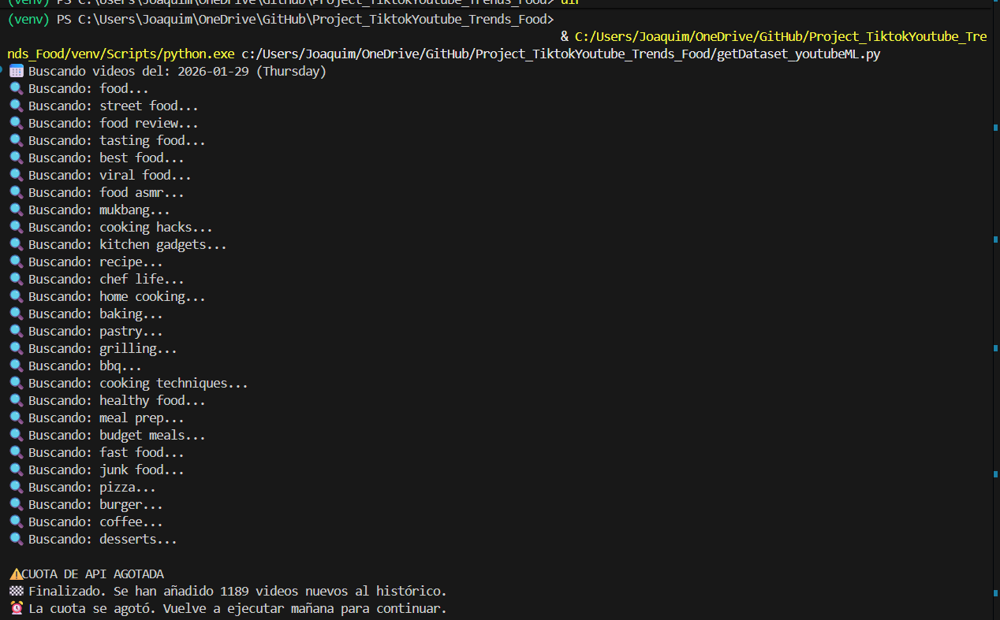 (venv) PS C:\Users\Joaquim\OneDrive\GitHub\Project_TiktokYoutube_Trends_Food> dir
(venv) PS C:\Users\Joaquim\OneDrive\GitHub\Project_TiktokYoutube_Trends_Food>
& C:/Users/Joaquim/OneDrive/GitHub/Project_TiktokYoutube_Tre
nds_Food/venv/Scripts/python.exe c:/Users/Joaquim/OneDrive/GitHub/Project_TiktokYoutube_Trends_Food/getDataset_youtubeML.py
Buscando videos del: 2026-01-29 (Thursday)
Buscando: food...
Buscando: street food...
Buscando: food review...
Buscando: tasting food...
Buscando: best food...
Buscando: viral food...
Buscando: food asmr...
Buscando: mukbang...
Buscando: cooking hacks...
Buscando: kitchen gadgets...
Buscando: recipe...
Buscando: chef life...
Buscando: home cooking...
Buscando: baking...
Buscando: pastry...
Buscando: grilling...
Buscando: bbq...
Buscando: cooking techniques...
Buscando: healthy food...
Buscando: meal prep...
Buscando: budget meals...
Buscando: fast food...
Buscando: junk food...
Buscando: pizza...
Buscando: burger...
Buscando: coffee...
Buscando: desserts...
CUOTA DE API AGOTADA
Finalizado. Se han añadido 1189 videos nuevos al histórico.
La cuota se agotó. Vuelve a ejecutar mañana para continuar.